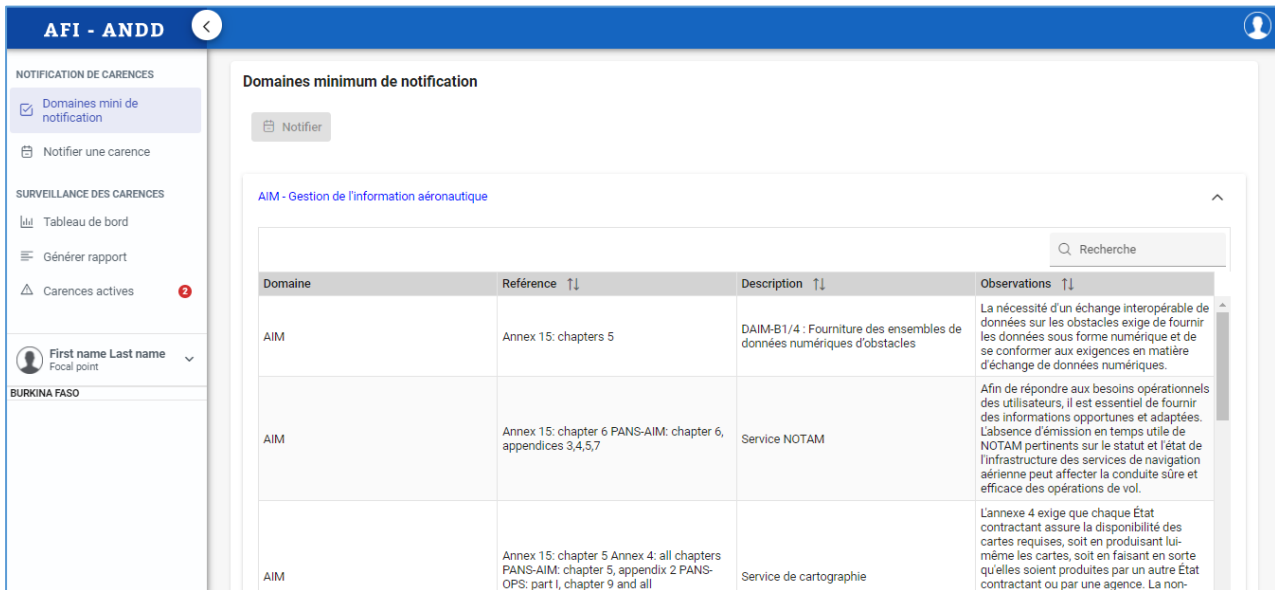 AFI - ANDD
NOTIFICATION DE CARENCES
Domaines mini de
notification
Notifier une carence
SURVEILLANCE DES CARENCES
Tableau de bord
Générer rapport
Carences actives
2
First name Last name
Focal point
BURKINA FASO
Domaines minimum de notification
Notifier
AIM - Gestion de l'information aéronautique
Recherche
Domaine
Reférence
Description
Observations
AIM
Annex 15: chapters 5
DAIM-B1/4 : Fourniture des ensembles de
données numériques d'obstacles
La nécessité d'un échange interopérable de
données sur les obstacles exige de fournir
les données sous forme numérique et de
se conformer aux exigences en matière
d'échange de données numériques.
AIM
Annex 15: chapter 6 PANS-AIM: chapter 6,
appendices 3,4,5,7
Service NOTAM
Afin de répondre aux besoins opérationnels
des utilisateurs, il est essentiel de fournir
des informations opportunes et adaptées.
L'absence d'émission en temps utile de
NOTAM pertinents sur le statut et l'état de
l'infrastructure des services de navigation
aérienne peut affecter la conduite sûre et
efficace des opérations de vol.
AIM
Annex 15: chapter 5 Annex 4: all chapters
PANS-AIM: chapter 5, appendix 2 PANS-
OPS: part I, chapter 9 and all
Service de cartographie
L'annexe 4 exige que chaque État
contractant assure la disponibilité des
cartes requises, soit en produisant lui-
même les cartes, soit en faisant en sorte
qu'elles soient produites par un autre État
contractant ou par une agence. La non-